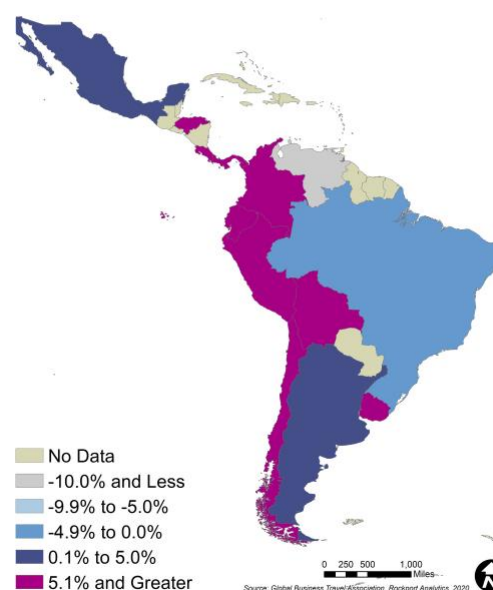 No Data
-10.0% and Less
-9.9% to -5.0%
-4.9% to 0.0%
0.1% to 5.0%
5.1% and Greater
0 250 500 1,000
Miles
N
Source: Global Business Travel Association, Rockport Analytics, 2020